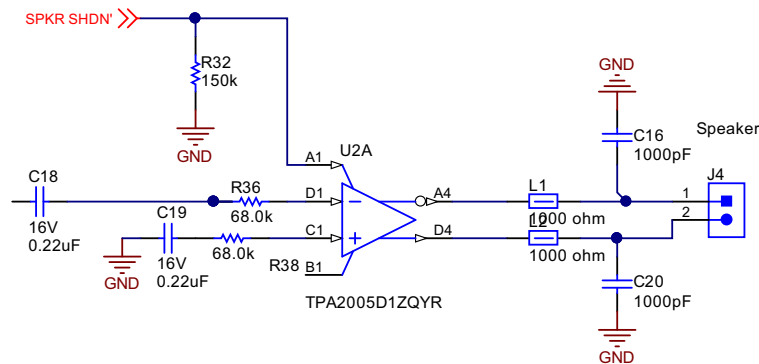 SPKR SHDN'
R32
150k
GND
GND
C16
1000pF
Speaker
J4
1
2
U2A
A1
C18
16V
0.22uF
R36
68.0k
D1
A4
L1
1000 ohm
C19
16V
0.22uF
68.0k
C1
D4
L2
1000 ohm
R38
B1
GND
TPA2005D1ZQYR
C20
1000pF
GND